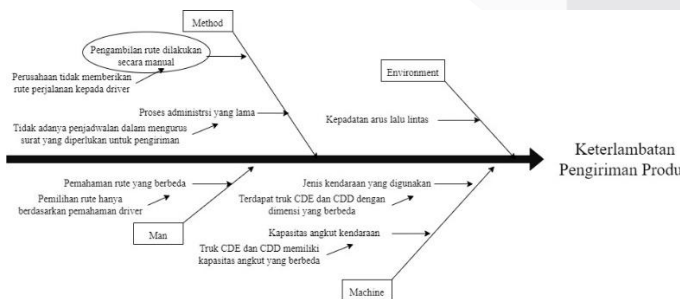 Method
Pengambilan rute dilakukan
secara manual
Perusahaan tidak memberikan
rute perjalanan kepada driver
Proses administrsi yang lama
Tidak adanya penjadwalan dalam mengurus
surat yang diperlukan untuk pengiriman
Environment
Kepadatan arus lalu lintas
Keterlambatan
Pengiriman Produ
Pemahaman rute yang berbeda
Pemilihan rute hanya
berdasarkan pemahaman driver
Man
Jenis kendaraan yang digunakan
Terdapat truk CDE dan CDD dengan
dimensi yang berbeda
Kapasitas angkut kendaraan
Truk CDE dan CDD memiliki
kapasitas angkut yang berbeda
Machine